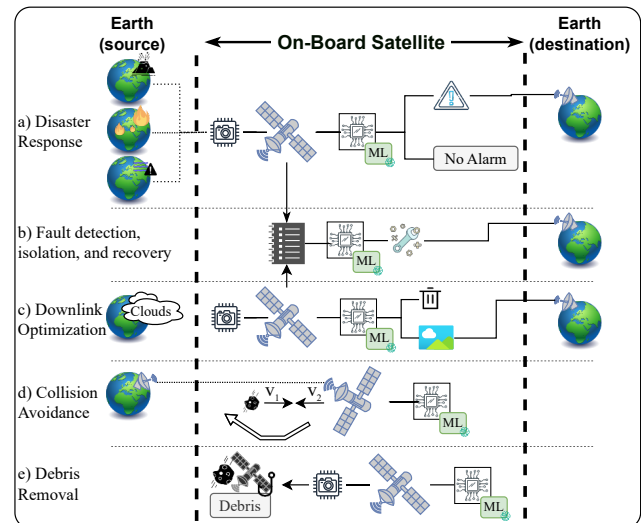 Earth
(source)
On-Board Satellite
Earth
(destination)
a) Disaster
Response
ML
No Alarm
b) Fault detection,
isolation, and recovery
ML
c) Downlink
Optimization
Clouds
ML
d) Collision
Avoidance
V1 V2
ML
e) Debris
Removal
Debris
ML